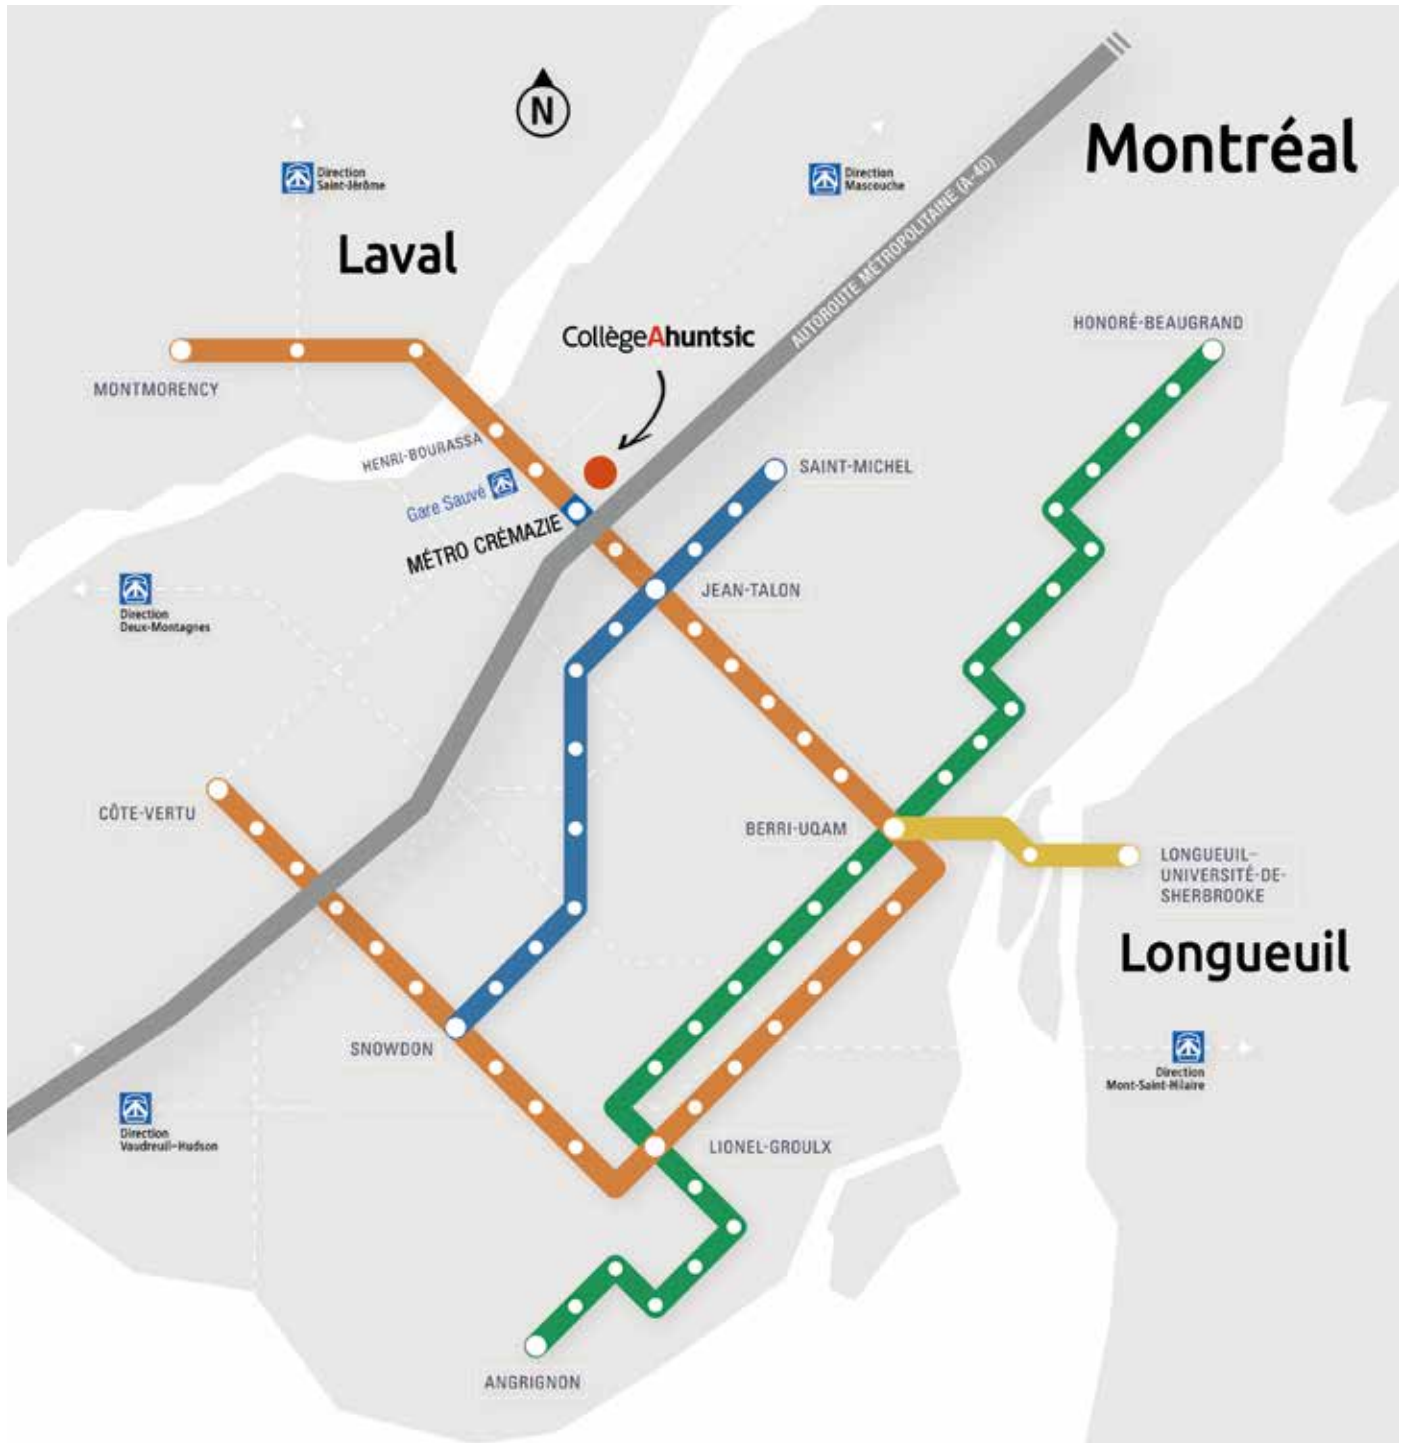 N
Montréal
Direction
Saint-Jérôme
Direction
Mascouche
AUTOROUTE MÉTROPOLITAINE (A-40)
Laval
CollègeAhuntsic
HONORÉ-BEAUGRAND
MONTMORENCY
HENRI-BOURASSA
SAINT-MICHEL
Gare Sauvé
MÉTRO CRÉMAZIE
JEAN-TALON
Direction
Deux-Montagnes
CÔTE-VERTU
BERRI-UQAM
LONGUEUIL-
UNIVERSITÉ-DE-
SHERBROOKE
Longueuil
SNOWDON
Direction
Mont-Saint-Hilaire
Direction
Vaudreuil-Hudson
LIONEL-GROULX
ANGRIGNON